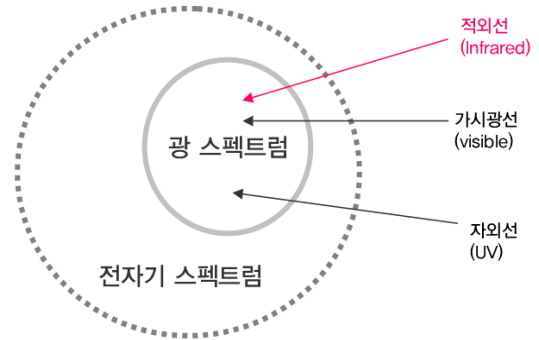 적외선
(Infrared)
가시광선
(visible)
광 스펙트럼
자외선
(UV)
전자기 스펙트럼